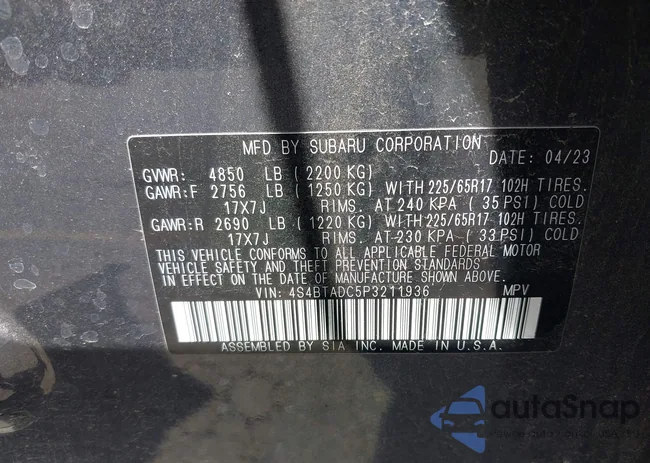 MFD BY SUBARU CORPORATION
DATE: 04/23
GVWR: 4850 LB ( 2200 KG)
GAWR:F 2756 LB ( 1250 KG) WITH 225/65R17 102H TIRES.
17X7J RIMS. AT 240 KPA ( 35 PSI) COLD
GAWR:R 2690 LB ( 1220 KG) WITH 225/65R17 102H TIRES.
17X7J RIMS. AT 230 KPA ( 33 PSI) COLD
THIS VEHICLE CONFORMS TO ALL APPLICABLE FEDERAL MOTOR
VEHICLE SAFETY AND THEFT PREVENTION STANDARDS
IN EFFECT ON THE DATE OF MANUFACTURE SHOWN ABOVE.
VIN: 4S4BTADC5P3211936 MPV
ASSEMBLED BY SIA INC. MADE IN U.S.A.
autoSnap